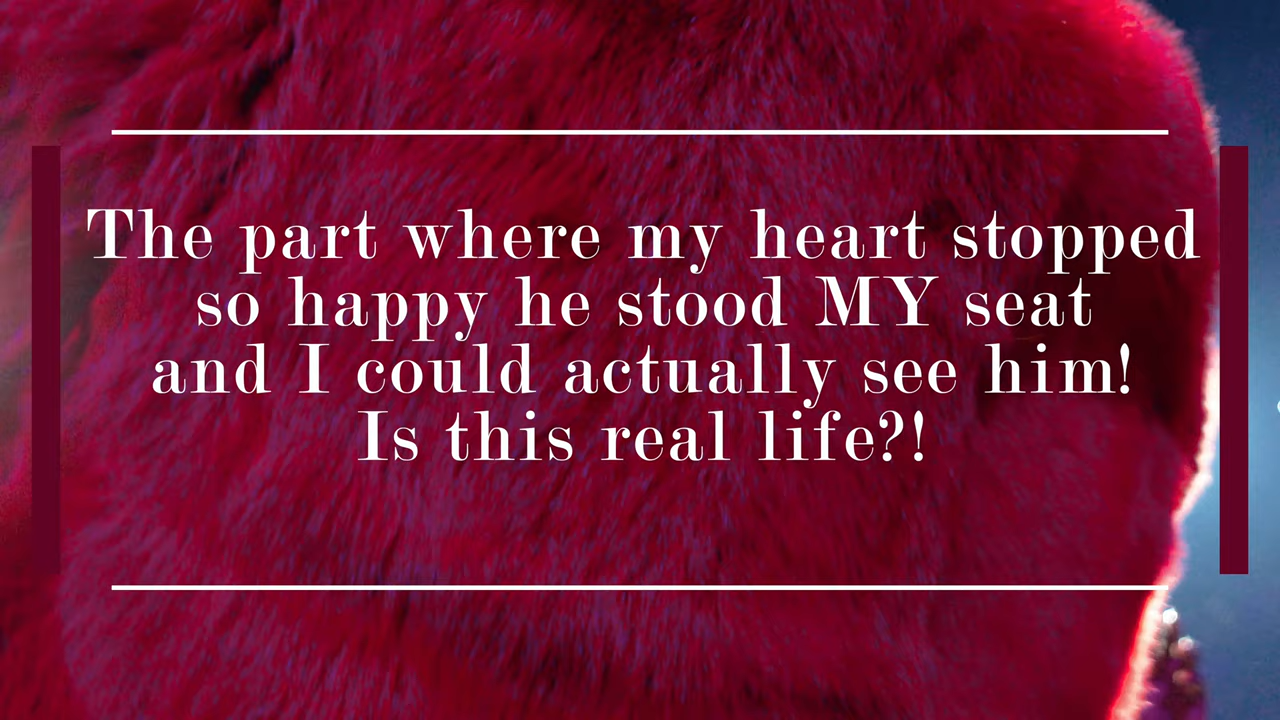 The part where my heart stopped
so happy he stood MY seat
and I could actually see him!
Is this real life?!